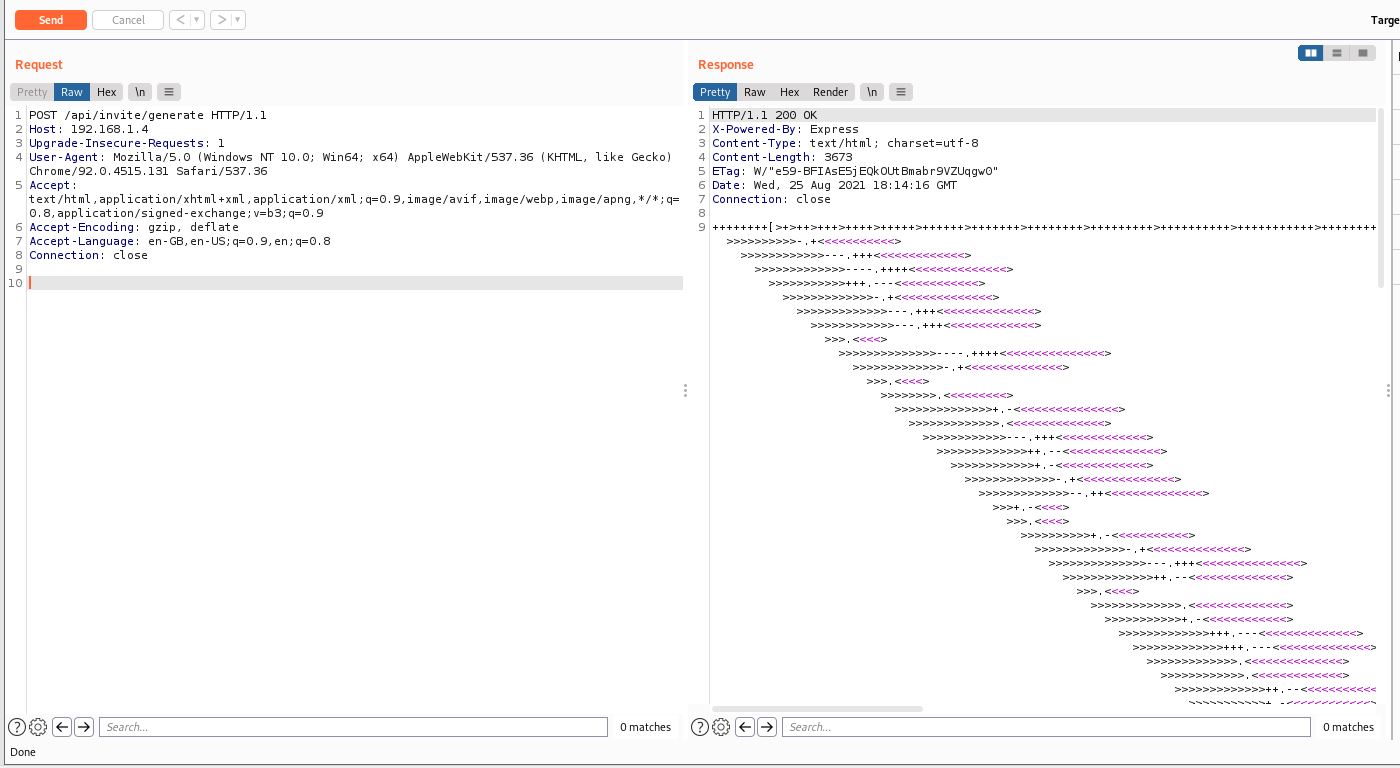 Send
Cancel
<
>
Targe
Request
Response
Pretty Raw Hex \n
Pretty Raw Hex Render \n
1 POST /api/invite/generate HTTP/1.1
2 Host: 192.168.1.4
3 Upgrade-Insecure-Requests: 1
4 User-Agent: Mozilla/5.0 (Windows NT 10.0; Win64; x64) AppleWebKit/537.36 (KHTML, like Gecko)
Chrome/92.0.4515.131 Safari/537.36
5 Accept:
text/html,application/xhtml+xml,application/xml;q=0.9,image/avif,image/webp,image/apng,*/*;q=
0.8,application/signed-exchange;v=b3;q=0.9
6 Accept-Encoding: gzip, deflate
7 Accept-Language: en-GB,en-US;q=0.9,en;q=0.8
8 Connection: close
9
10
1 HTTP/1.1 200 OK
2 X-Powered-By: Express
3 Content-Type: text/html; charset=utf-8
4 Content-Length: 3673
5 ETag: W/"e59-BFIAsE5jEQkOUtBmabr9VZUqgw0"
6 Date: Wed, 25 Aug 2021 18:14:16 GMT
7 Connection: close
8
9 ++++++++[>+>++>+++>++++>+++++>++++++>+++++++>++++++++>+++++++++>++++++++++>+++++++++++>++++++++
>>>>>>>>>>-.+<<<<<<<<<<<>
>>>>>>>>>>>>---.+++<<<<<<<<<<<<<>
>>>>>>>>>>>>>----.++++<<<<<<<<<<<<<<>
>>>>>>>>>>>+++.---<<<<<<<<<<<<>
>>>>>>>>>>>>>-.+<<<<<<<<<<<<<<>
>>>>>>>>>>>>>---.+++<<<<<<<<<<<<<<>
>>>>>>>>>>>>---.+++<<<<<<<<<<<<<>
>>>.<<<<>
>>>>>>>>>>>>>>----.++++<<<<<<<<<<<<<<<>
>>>>>>>>>>>>>-.+<<<<<<<<<<<<<<>
>>>.<<<<>
>>>>>>>>.<<<<<<<<<>
>>>>>>>>>>>>>>+.-<<<<<<<<<<<<<<<>
>>>>>>>>>>>>>.<<<<<<<<<<<<<<>
>>>>>>>>>>>>---.+++<<<<<<<<<<<<<>
>>>>>>>>>>>>>++.--<<<<<<<<<<<<<<>
>>>>>>>>>>>>+.-<<<<<<<<<<<<<>
>>>>>>>>>>>>>-.+<<<<<<<<<<<<<<>
>>>>>>>>>>>>>--.++<<<<<<<<<<<<<<>
>>>+.-<<<<>
>>>.<<<<>
>>>>>>>>>>+.-<<<<<<<<<<<>
>>>>>>>>>>>>>-.+<<<<<<<<<<<<<<>
>>>>>>>>>>>>>>---.+++<<<<<<<<<<<<<<<>
>>>>>>>>>>>>>++.--<<<<<<<<<<<<<<>
>>>.<<<<>
>>>>>>>>>>>>>.<<<<<<<<<<<<<<>
>>>>>>>>>>>+.-<<<<<<<<<<<<>
>>>>>>>>>>>>>+++.---<<<<<<<<<<<<<<>
>>>>>>>>>>>>>+++.---<<<<<<<<<<<<<<>
>>>>>>>>>>>>>.<<<<<<<<<<<<<<>
>>>>>>>>>>>>.<<<<<<<<<<<<<>
>>>>>>>>>>>>>++.--<<<<<<<<<<<
Search...
0 matches
Search...
0 matches
Done